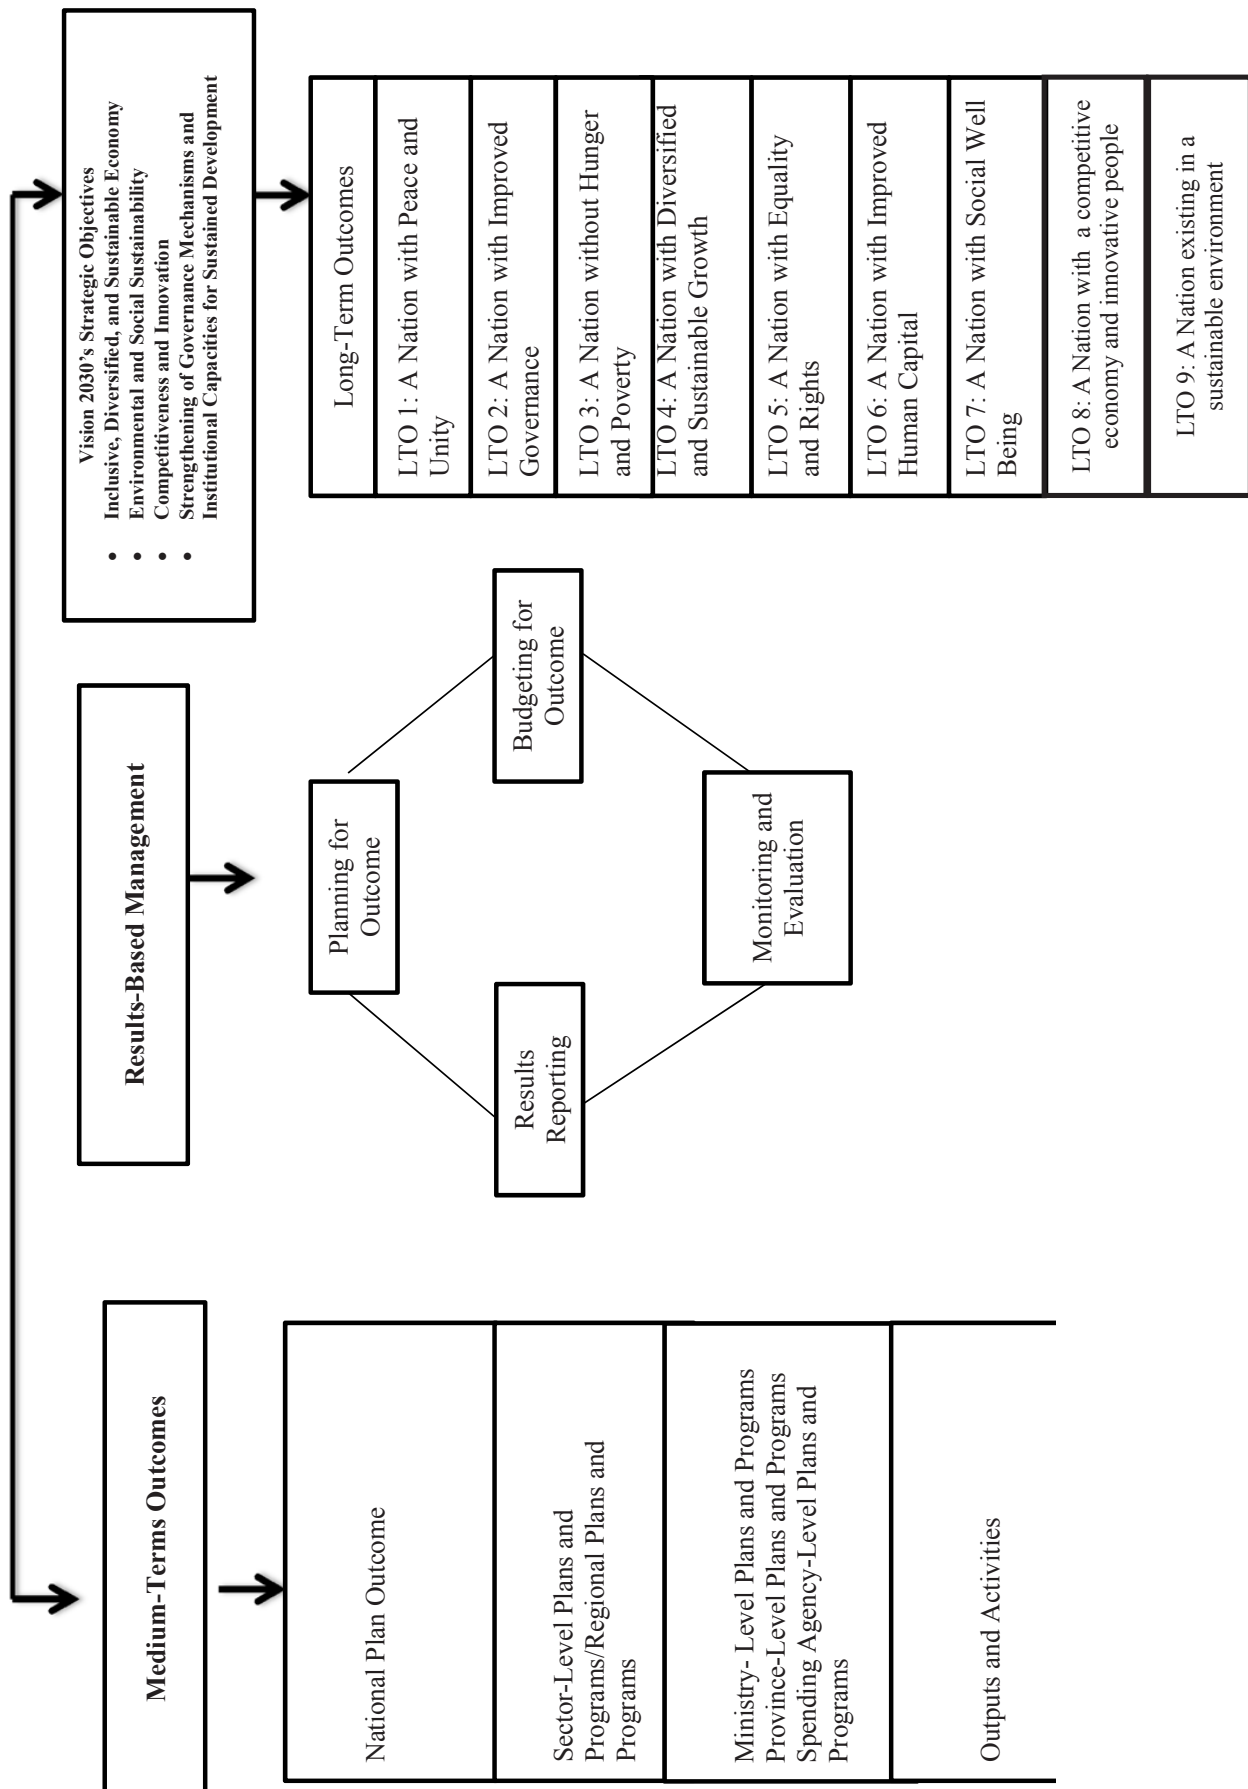 Medium-Terms Outcomes
National Plan Outcome
Sector-Level Plans and
Programs/Regional Plans and
Programs
Ministry- Level Plans and Programs
Province-Level Plans and Programs
Spending Agency-Level Plans and
Programs
Outputs and Activities
Results-Based Management
Planning for
Outcome
Results
Reporting
Budgeting for
Outcome
Monitoring and
Evaluation
Vision 2030’s Strategic Objectives
• Inclusive, Diversified, and Sustainable Economy
• Environmental and Social Sustainability
• Competitiveness and Innovation
• Strengthening of Governance Mechanisms and
Institutional Capacities for Sustained Development
Long-Term Outcomes
LTO 1: A Nation with Peace and
Unity
LTO 2: A Nation with Improved
Governance
LTO 3: A Nation without Hunger
and Poverty
LTO 4: A Nation with Diversified
and Sustainable Growth
LTO 5: A Nation with Equality
and Rights
LTO 6: A Nation with Improved
Human Capital
LTO 7: A Nation with Social Well
Being
LTO 8: A Nation with a competitive
economy and innovative people
LTO 9: A Nation existing in a
sustainable environment